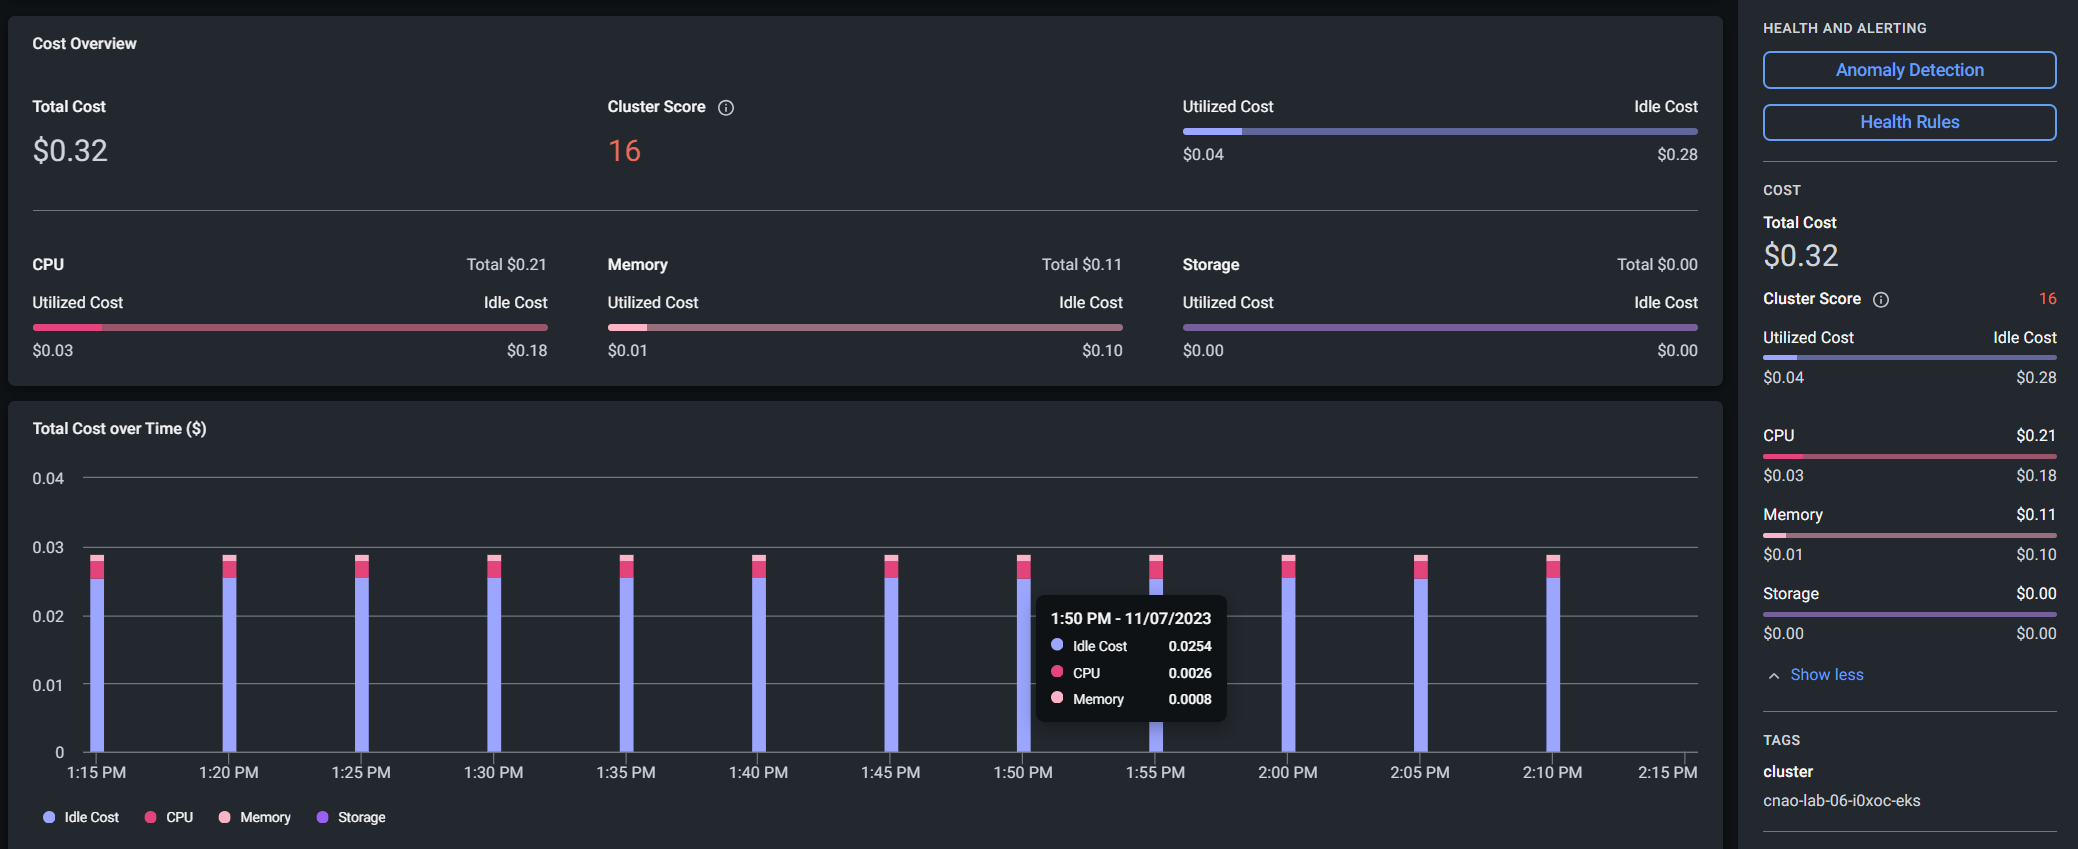 Cost Overview
Total Cost
$0.32
Cluster Score
16
Utilized Cost Idle Cost
$0.04 $0.28
CPU Total $0.21
Utilized Cost Idle Cost
$0.03 $0.18
Memory Total $0.11
Utilized Cost Idle Cost
$0.01 $0.10
Storage Total $0.00
Utilized Cost Idle Cost
$0.00 $0.00
Total Cost over Time ($)
0.04
0.03
0.02
0.01
0
1:15 PM 1:20 PM 1:25 PM 1:30 PM 1:35 PM 1:40 PM 1:45 PM 1:50 PM 1:55 PM 2:00 PM 2:05 PM 2:10 PM 2:15 PM
1:50 PM - 11/07/2023
Idle Cost 0.0254
CPU 0.0026
Memory 0.0008
Idle Cost CPU Memory Storage
HEALTH AND ALERTING
Anomaly Detection
Health Rules
COST
Total Cost
$0.32
Cluster Score 16
Utilized Cost Idle Cost
$0.04 $0.28
CPU $0.21
$0.03 $0.18
Memory $0.11
$0.01 $0.10
Storage $0.00
$0.00 $0.00
Show less
TAGS
cluster
cnao-lab-06-i0xoc-eks